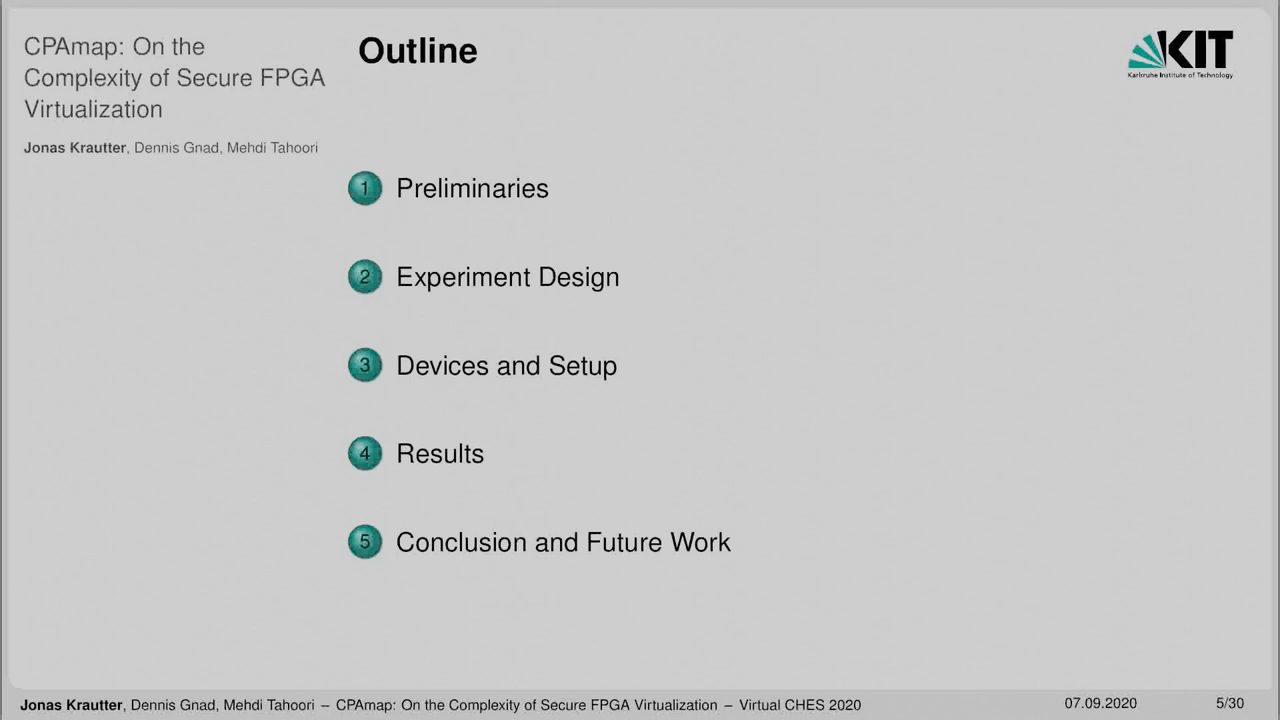 CPAmap: On the
Complexity of Secure FPGA
Virtualization
Jonas Krautter, Dennis Gnad, Mehdi Tahoori
Outline
KIT
Karlsruhe Institute of Technology
1 Preliminaries
2 Experiment Design
3 Devices and Setup
4 Results
5 Conclusion and Future Work
Jonas Krautter, Dennis Gnad, Mehdi Tahoori – CPAmap: On the Complexity of Secure FPGA Virtualization – Virtual CHES 2020 07.09.2020 5/30